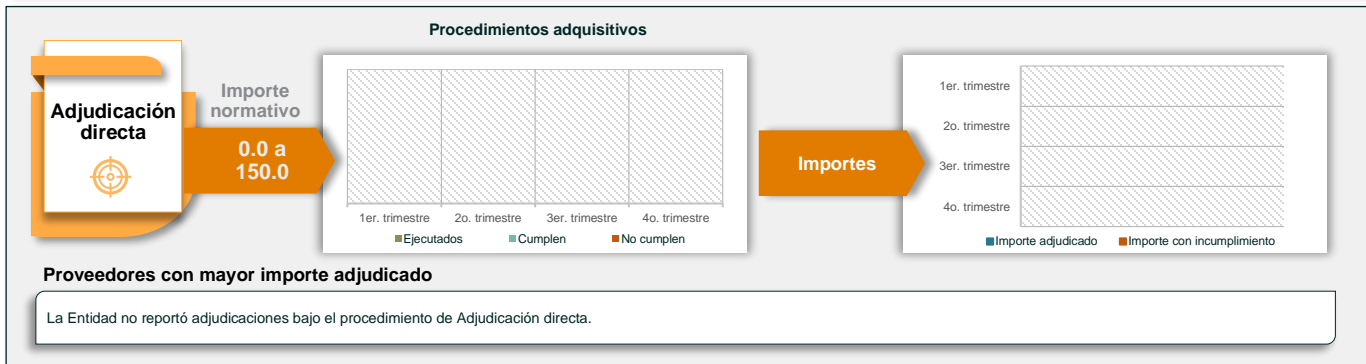 Procedimientos adquisitivos
Adjudicación
directa
Importe
normativo
0.0 a
150.0
1er. trimestre 2o. trimestre 3er. trimestre 4o. trimestre
Ejecutados Cumplen No cumplen
Importes
1er. trimestre
2o. trimestre
3er. trimestre
4o. trimestre
Importe adjudicado Importe con incumplimiento
Proveedores con mayor importe adjudicado
La Entidad no reportó adjudicaciones bajo el procedimiento de Adjudicación directa.